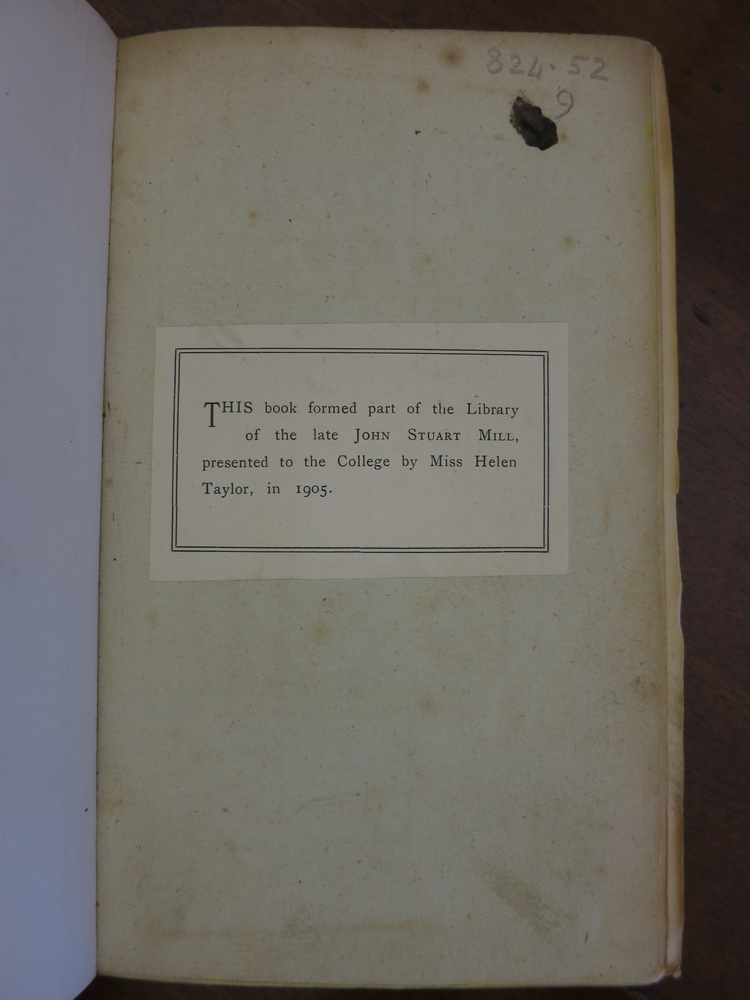 824.52
9
THIS book formed part of the Library
of the late JOHN STUART MILL,
presented to the College by Miss Helen
Taylor, in 1905.